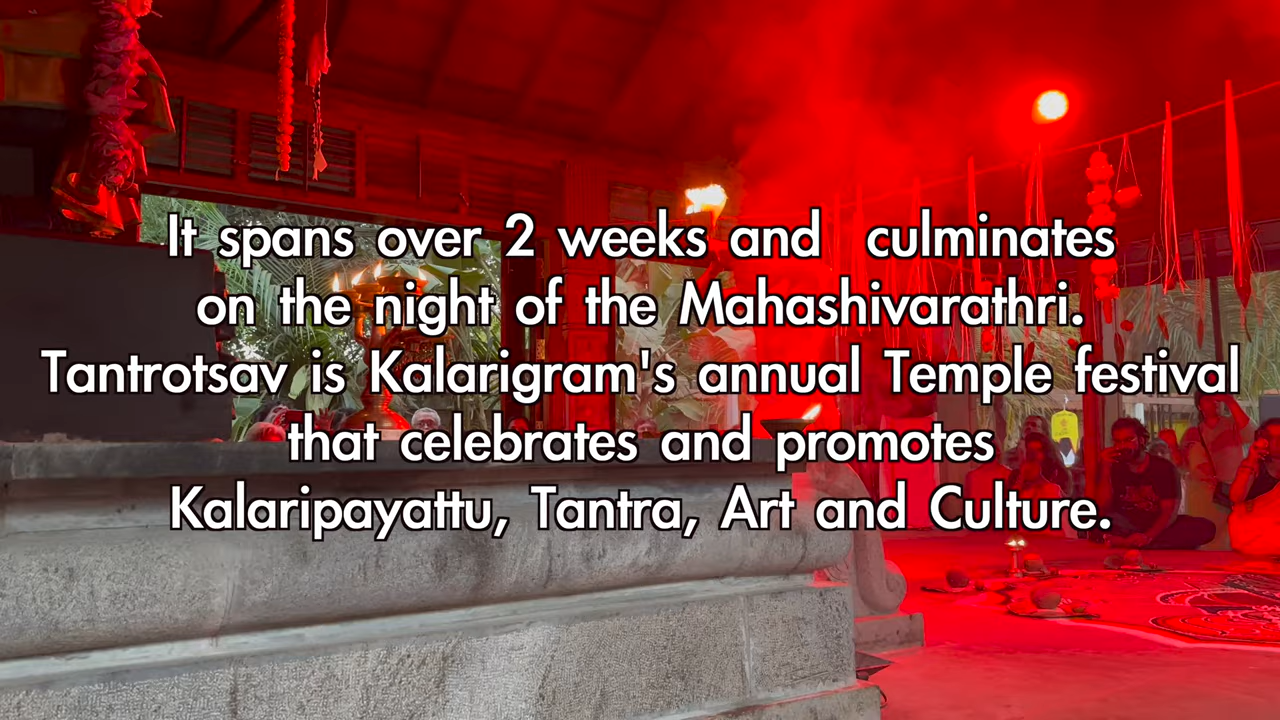 It spans over 2 weeks and  culminates
on the night of the Mahashivarathri.
Tantrotsav is Kalarigram's annual Temple festival
that celebrates and promotes
Kalaripayattu, Tantra, Art and Culture.